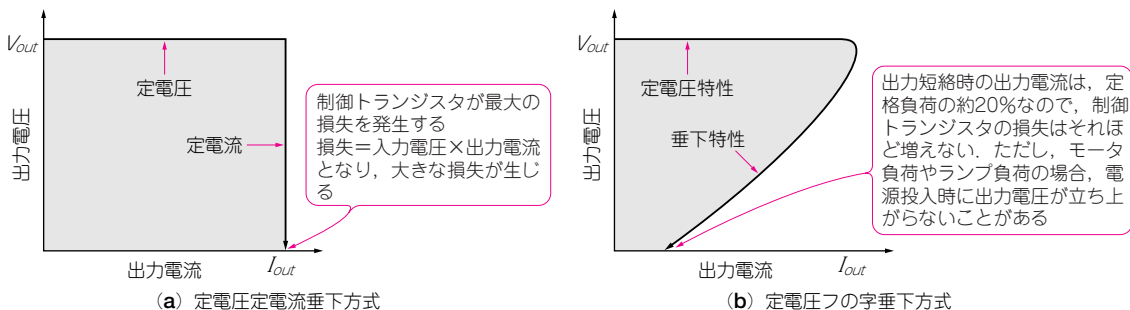 V_out
出力電圧
定電圧
定電流
制御トランジスタが最大の
損失を発生する
損失＝入力電圧×出力電流
となり，大きな損失が生じ
る
出力電流
I_out
(a) 定電圧定電流垂下方式
V_out
出力電圧
定電圧特性
垂下特性
出力短絡時の出力電流は，定
格負荷の約20％なので，制御
トランジスタの損失はそれほ
ど増えない．ただし，モータ
負荷やランプ負荷の場合，電
源投入時に出力電圧が立ち上
がらないことがある
出力電流
I_out
(b) 定電圧フの字垂下方式